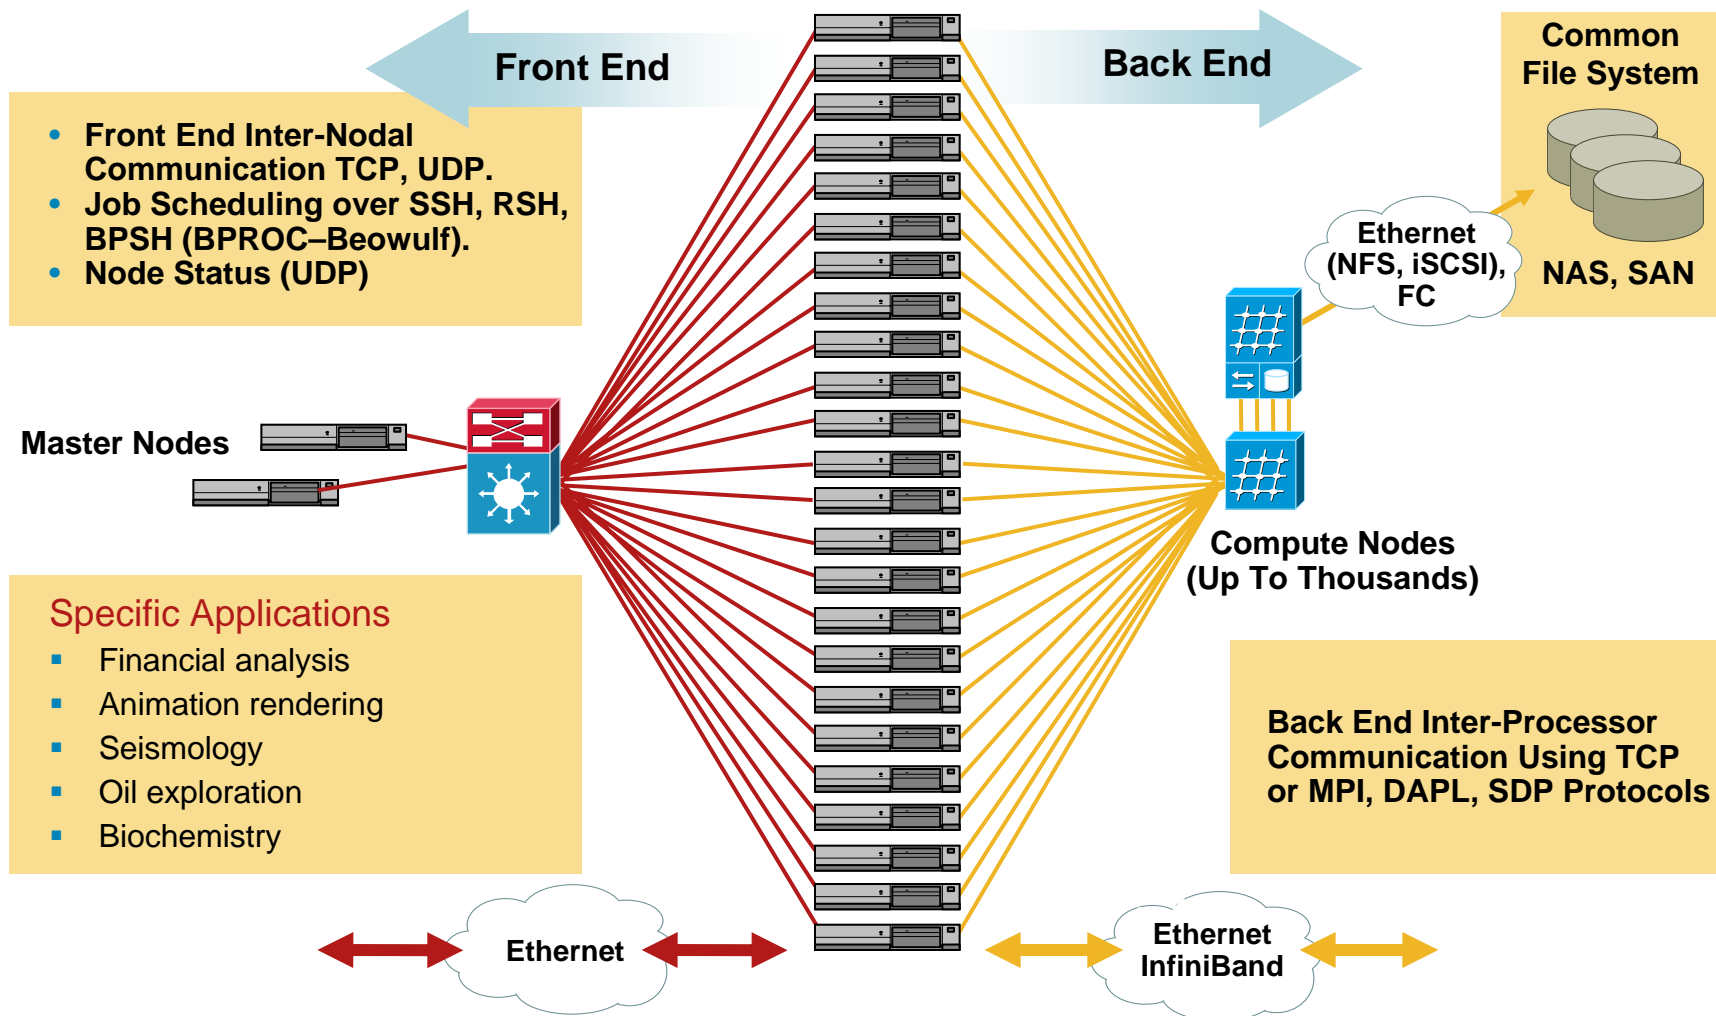 Front End
Back End
Common
File System
• Front End Inter-Nodal
Communication TCP, UDP.
• Job Scheduling over SSH, RSH,
BPSH (BPROC–Beowulf).
• Node Status (UDP)
Ethernet
(NFS, iSCSI),
FC
NAS, SAN
Master Nodes
Compute Nodes
(Up To Thousands)
Specific Applications
▪ Financial analysis
▪ Animation rendering
▪ Seismology
▪ Oil exploration
▪ Biochemistry
Back End Inter-Processor
Communication Using TCP
or MPI, DAPL, SDP Protocols
Ethernet
Ethernet
InfiniBand